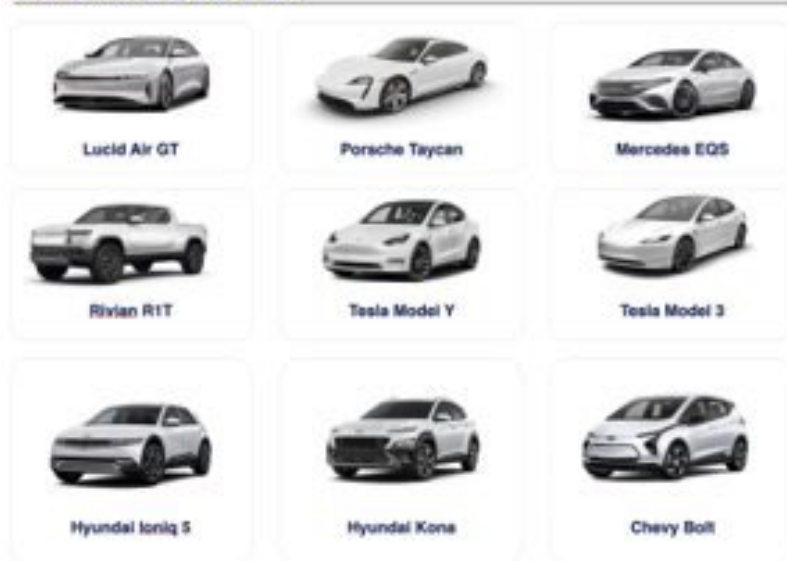 Lucid Air GT
Porsche Taycan
Mercedes EQS
Rivian R1T
Tesla Model Y
Tesla Model 3
Hyundai Ioniq 5
Hyundai Kona
Chevy Bolt